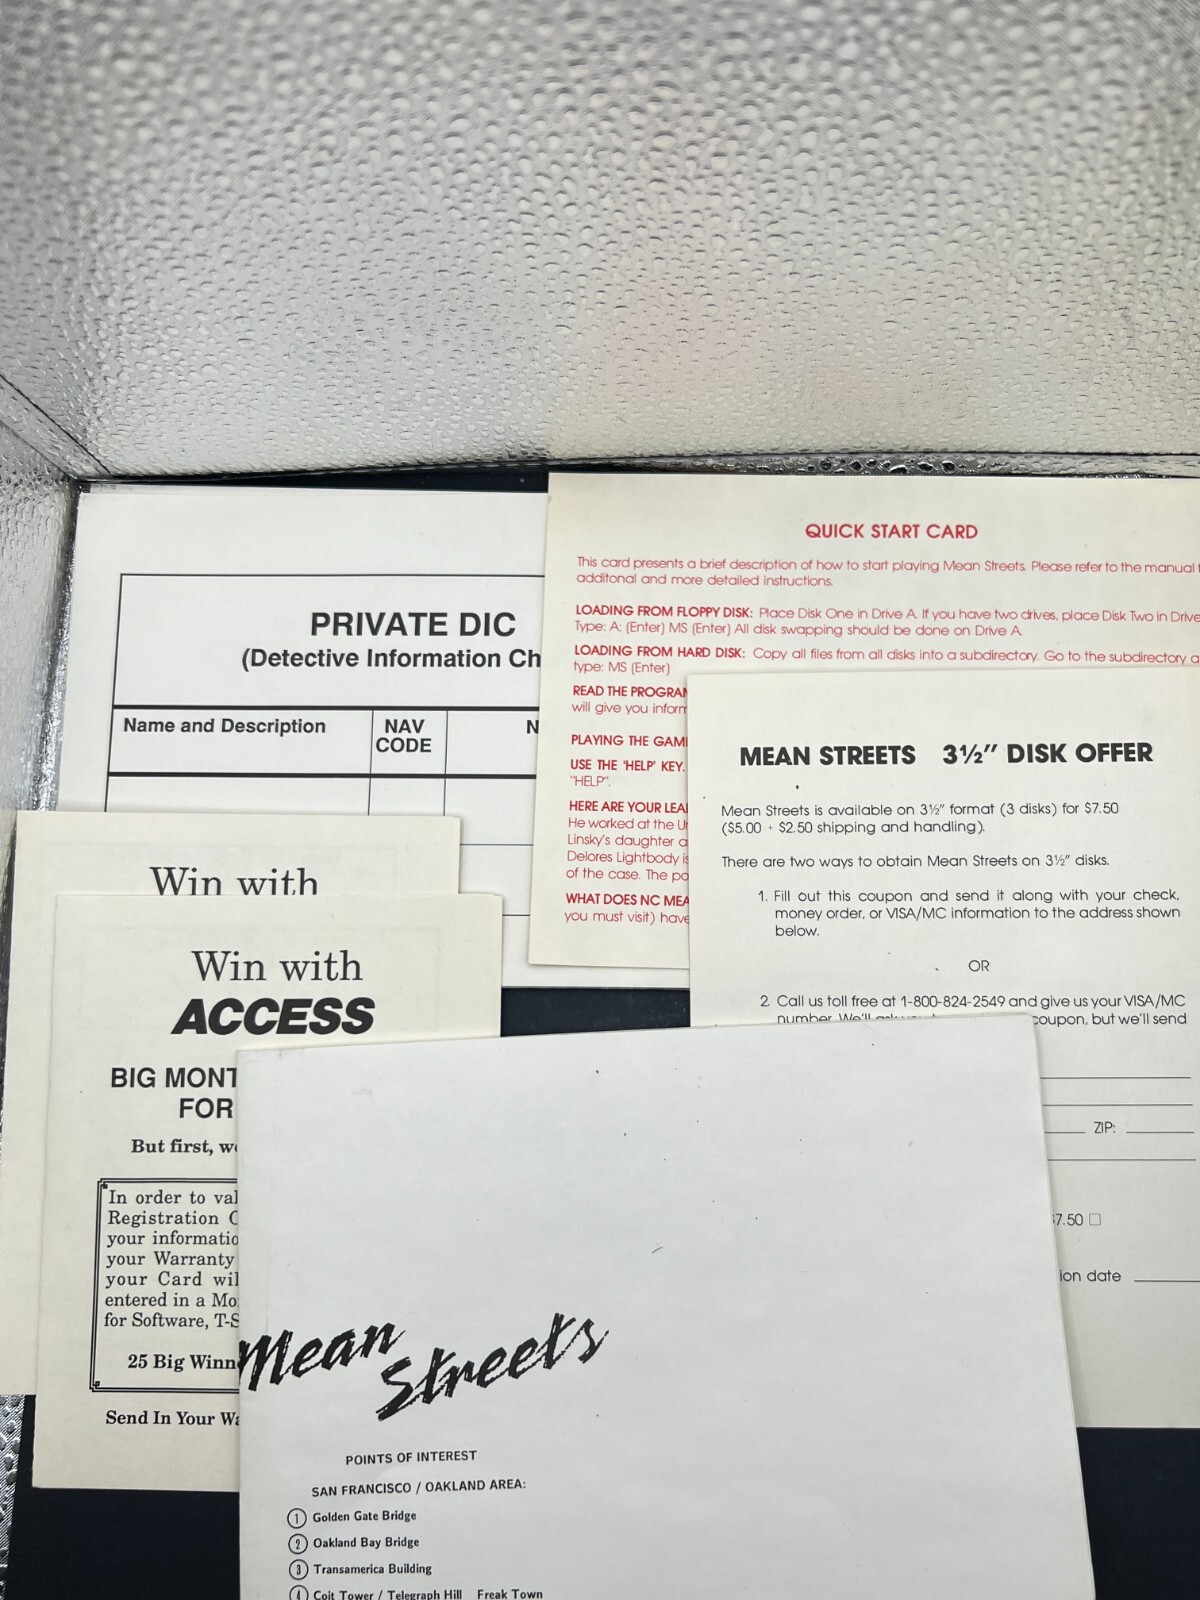 PRIVATE DIC
(Detective Information Ch
Name and Description
NAV
CODE
N
QUICK START CARD
This card presents a brief description of how to start playing Mean Streets. Please refer to the manual
additonal and more detailed instructions.
LOADING FROM FLOPPY DISK: Place Disk One in Drive A. If you have two drives, place Disk Two in Drive
Type: A: (Enter) MS (Enter) All disk swapping should be done on Drive A.
LOADING FROM HARD DISK: Copy all files from all disks into a subdirectory. Go to the subdirectory a
type: MS (Enter)
READ THE PROGRAM
will give you inform
PLAYING THE GAM
USE THE 'HELP' KEY.
"HELP".
HERE ARE YOUR LEA
He worked at the Un
Linsky's daughter a
Delores Lightbody is
of the case. The po
WHAT DOES NC MEA
you must visit) have
MEAN STREETS 3½" DISK OFFER
Mean Streets is available on 3½" format (3 disks) for $7.50
($5.00 + $2.50 shipping and handling).
There are two ways to obtain Mean Streets on 3½" disks.
1. Fill out this coupon and send it along with your check,
money order, or VISA/MC information to the address shown
below.
OR
2. Call us toll free at 1-800-824-2549 and give us your VISA/MC
number. We'll coupon, but we'll send
ZIP:
$7.50
ion date
Win with
Win with
ACCESS
BIG MONT
FOR
But first, we
In order to val
Registration C
your informatio
your Warranty
your Card wil
entered in a Mo
for Software, T-S
25 Big Winn
Send In Your Wa
Mean
Streets
POINTS OF INTEREST
SAN FRANCISCO / OAKLAND AREA:
1 Golden Gate Bridge
2 Oakland Bay Bridge
3 Transamerica Building
4 Coit Tower / Telegraph Hill Freak Town